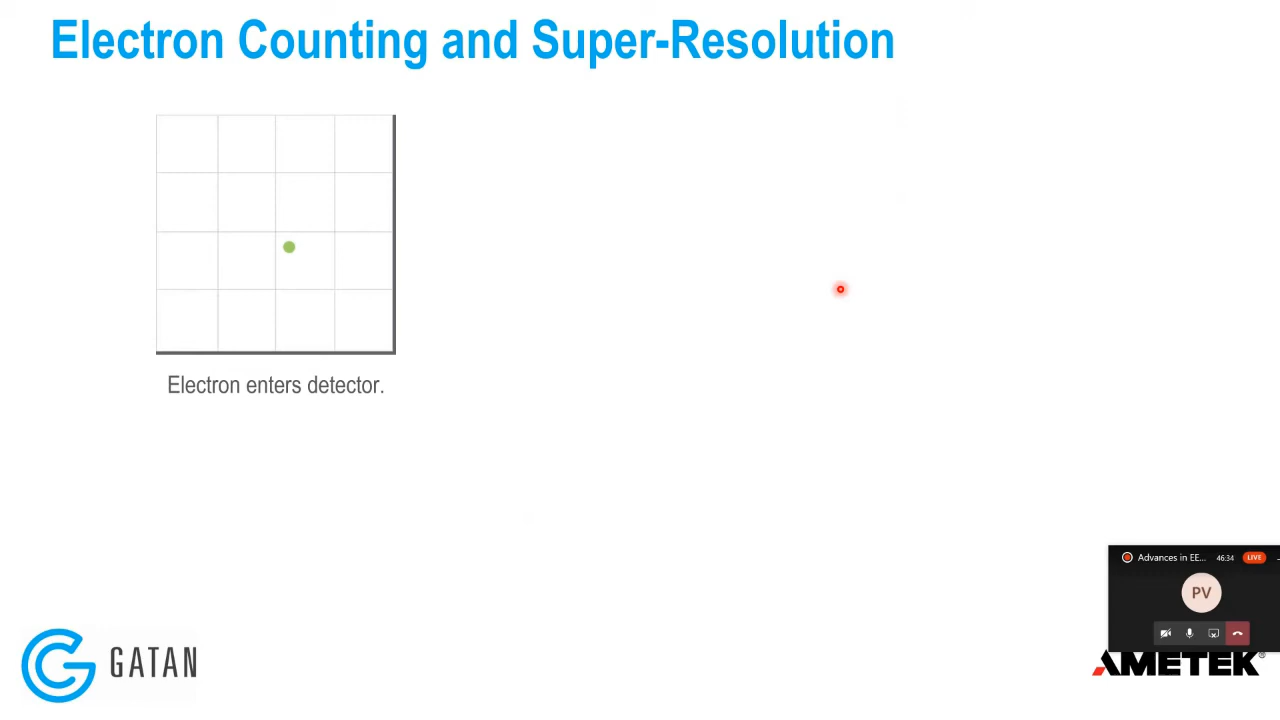 Electron Counting and Super-Resolution
Electron enters detector.
Advances in EE... 46:34 LIVE
PV
GATAN
AMETEK®